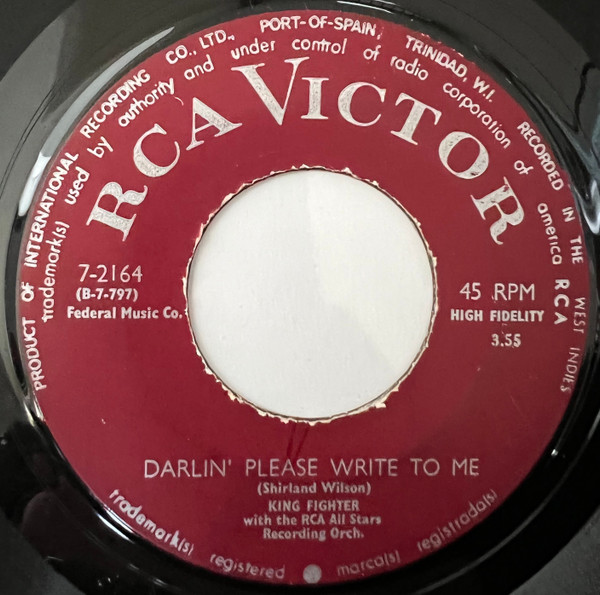 PRODUCT OF INTERNATIONAL RECORDING CO., LTD., PORT-OF-SPAIN, TRINIDAD, W.I. RECORDED IN THE WEST INDIES
trademark(s) used by authority and under control of radio corporation of america RCA
RCA VICTOR
7-2164
(B-7-797)
Federal Music Co.
45 RPM
HIGH FIDELITY
3.55
DARLIN' PLEASE WRITE TO ME
(Shirland Wilson)
KING FIGHTER
with the RCA All Stars
Recording Orch.
trademark(s) registered marca(s) registrada(s)